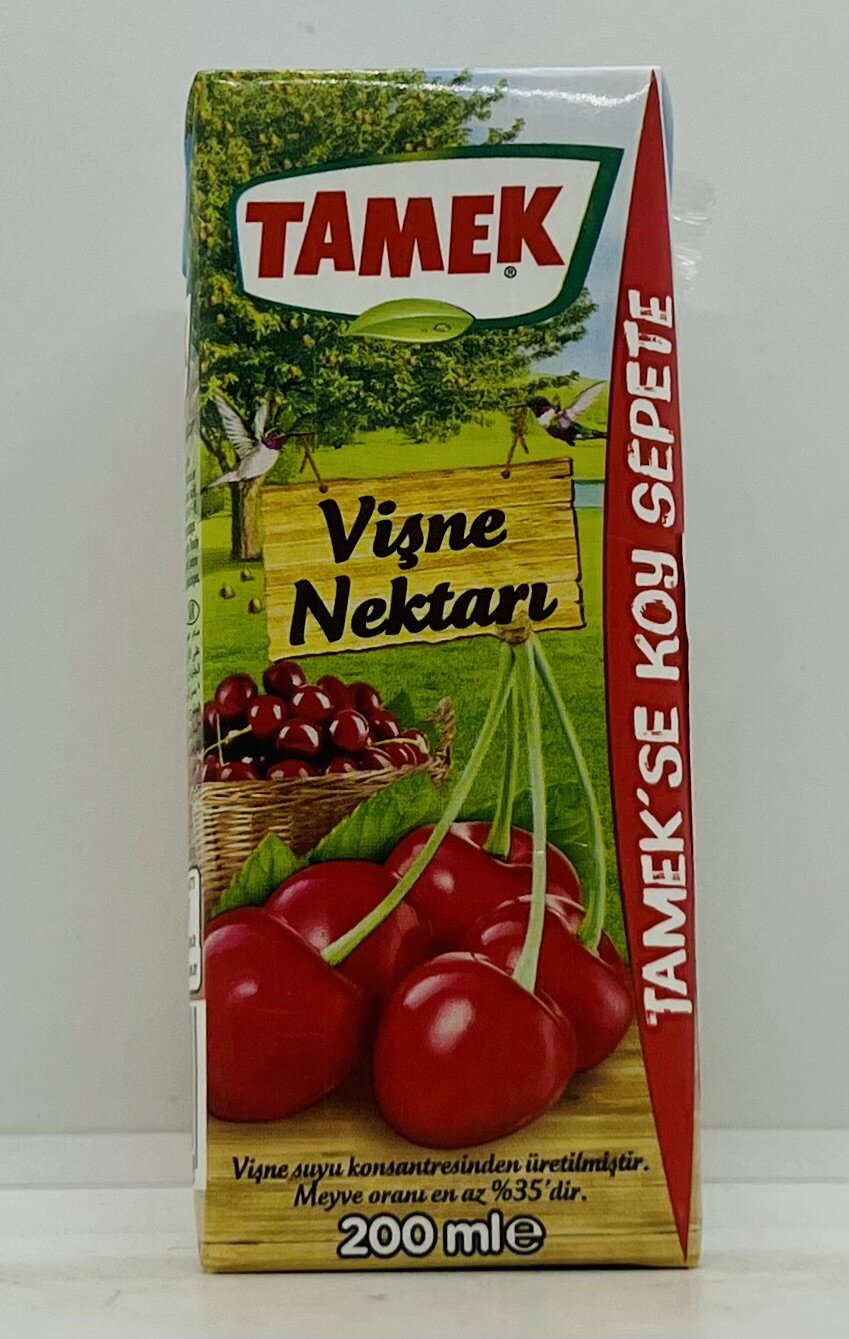 TAMEK®
Vişne
Nektarı
TAMEK'SE KOY SEPETE
Vişne suyu konsantresinden üretilmiştir.
Meyve oranı en az %35'dir.
200 ml℮